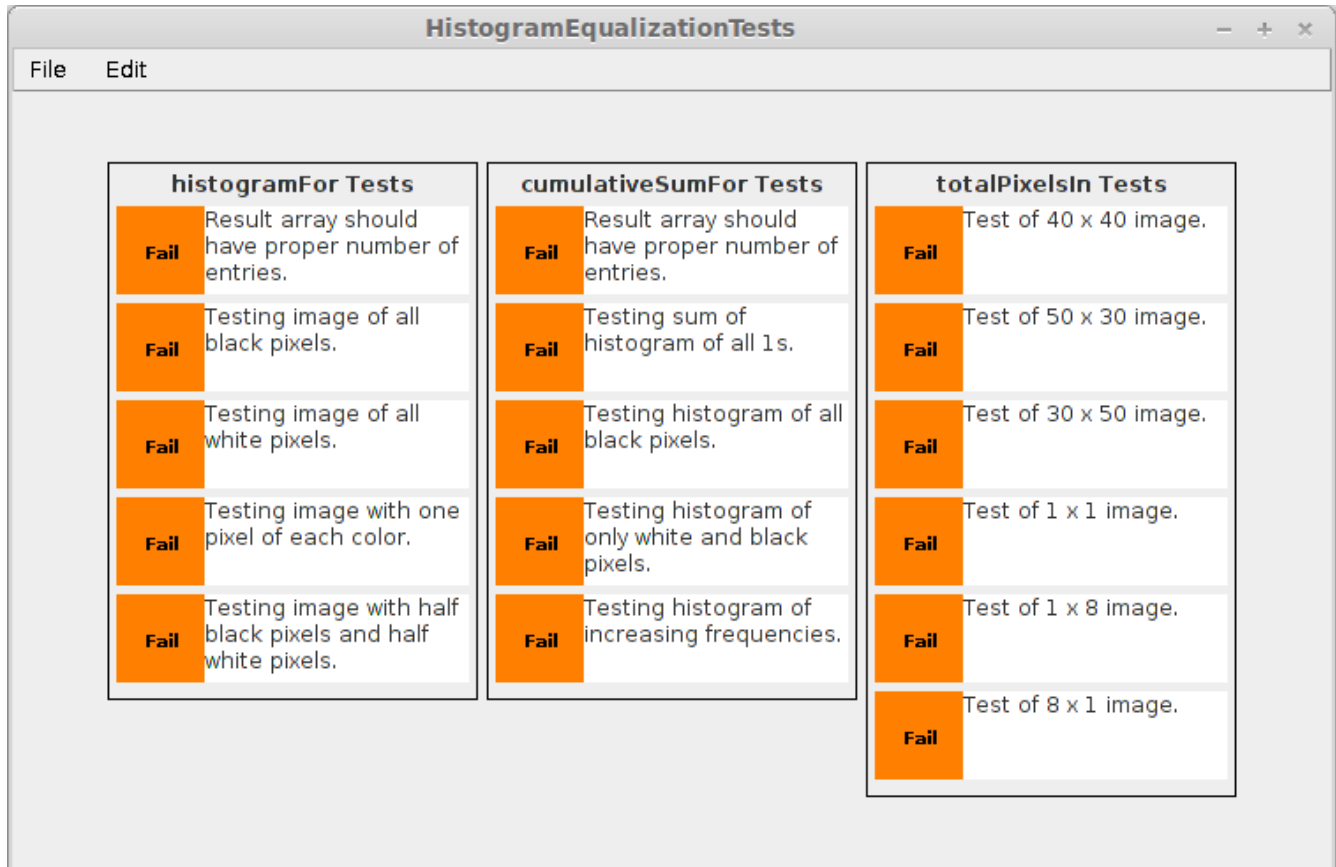 HistogramEqualizationTests
− + ×
File Edit
histogramFor Tests
Fail
Result array should
have proper number of
entries.
Fail
Testing image of all
black pixels.
Fail
Testing image of all
white pixels.
Fail
Testing image with one
pixel of each color.
Fail
Testing image with half
black pixels and half
white pixels.
cumulativeSumFor Tests
Fail
Result array should
have proper number of
entries.
Fail
Testing sum of
histogram of all 1s.
Fail
Testing histogram of all
black pixels.
Fail
Testing histogram of
only white and black
pixels.
Fail
Testing histogram of
increasing frequencies.
totalPixelsIn Tests
Fail
Test of 40 x 40 image.
Fail
Test of 50 x 30 image.
Fail
Test of 30 x 50 image.
Fail
Test of 1 x 1 image.
Fail
Test of 1 x 8 image.
Fail
Test of 8 x 1 image.